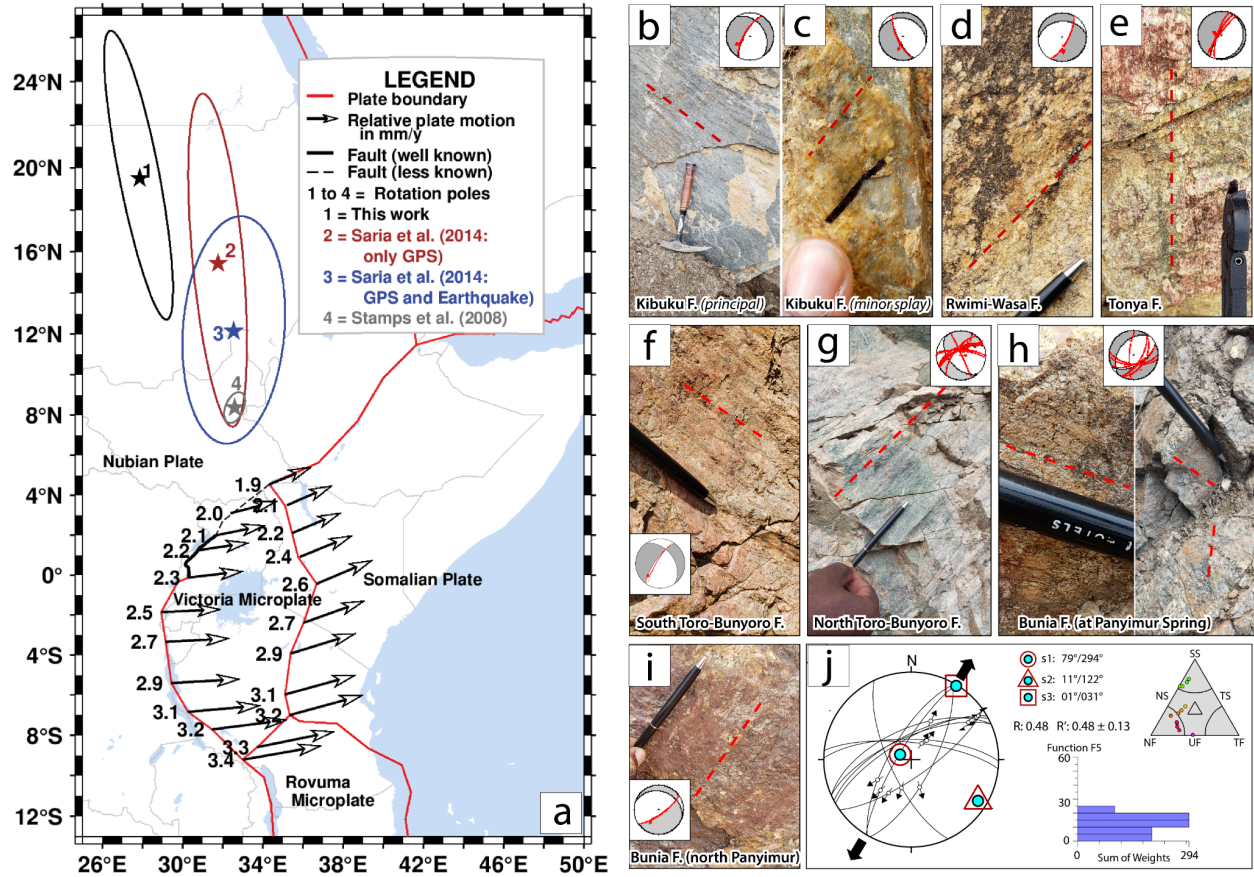 a
24°N
20°N
16°N
12°N
8°N
4°N
0°
4°S
8°S
12°S
26°E
30°E
34°E
38°E
42°E
46°E
50°E
LEGEND
Plate boundary
Relative plate motion
in mm/y
Fault (well known)
Fault (less known)
1 to 4 = Rotation poles
1 = This work
2 = Saria et al. (2014:
only GPS)
3 = Saria et al. (2014:
GPS and Earthquake)
4 = Stamps et al. (2008)
1
2
3
4
Nubian Plate
Victoria Microplate
Somalian Plate
Rovuma
Microplate
1.9
2.0
2.1
2.2
2.3
2.5
2.7
2.9
3.1
3.2
3.4
2.1
2.2
2.4
2.6
2.7
2.9
3.1
3.2
3.3
b
Kibuku F. (principal)
c
Kibuku F. (minor splay)
d
Rwimi-Wasa F.
e
Tonya F.
f
South Toro-Bunyoro F.
g
North Toro-Bunyoro F.
h
Bunia F. (at Panyimur Spring)
i
Bunia F. (north Panyimur)
j
N
s1: 79°/294°
s2: 11°/122°
s3: 01°/031°
R: 0.48 R': 0.48 ± 0.13
SS
NS
TS
NF
UF
TF
Function F5
60
30
0
0
294
Sum of Weights